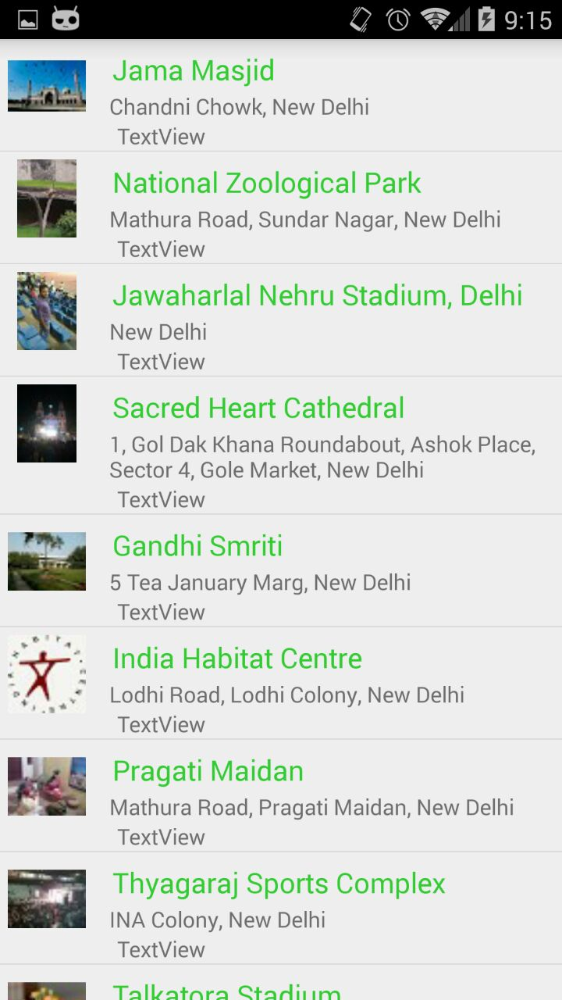 9:15
Jama Masjid
Chandni Chowk, New Delhi
TextView
National Zoological Park
Mathura Road, Sundar Nagar, New Delhi
TextView
Jawaharlal Nehru Stadium, Delhi
New Delhi
TextView
Sacred Heart Cathedral
1, Gol Dak Khana Roundabout, Ashok Place,
Sector 4, Gole Market, New Delhi
TextView
Gandhi Smriti
5 Tea January Marg, New Delhi
TextView
India Habitat Centre
Lodhi Road, Lodhi Colony, New Delhi
TextView
Pragati Maidan
Mathura Road, Pragati Maidan, New Delhi
TextView
Thyagaraj Sports Complex
INA Colony, New Delhi
TextView
Talkatora Stadium